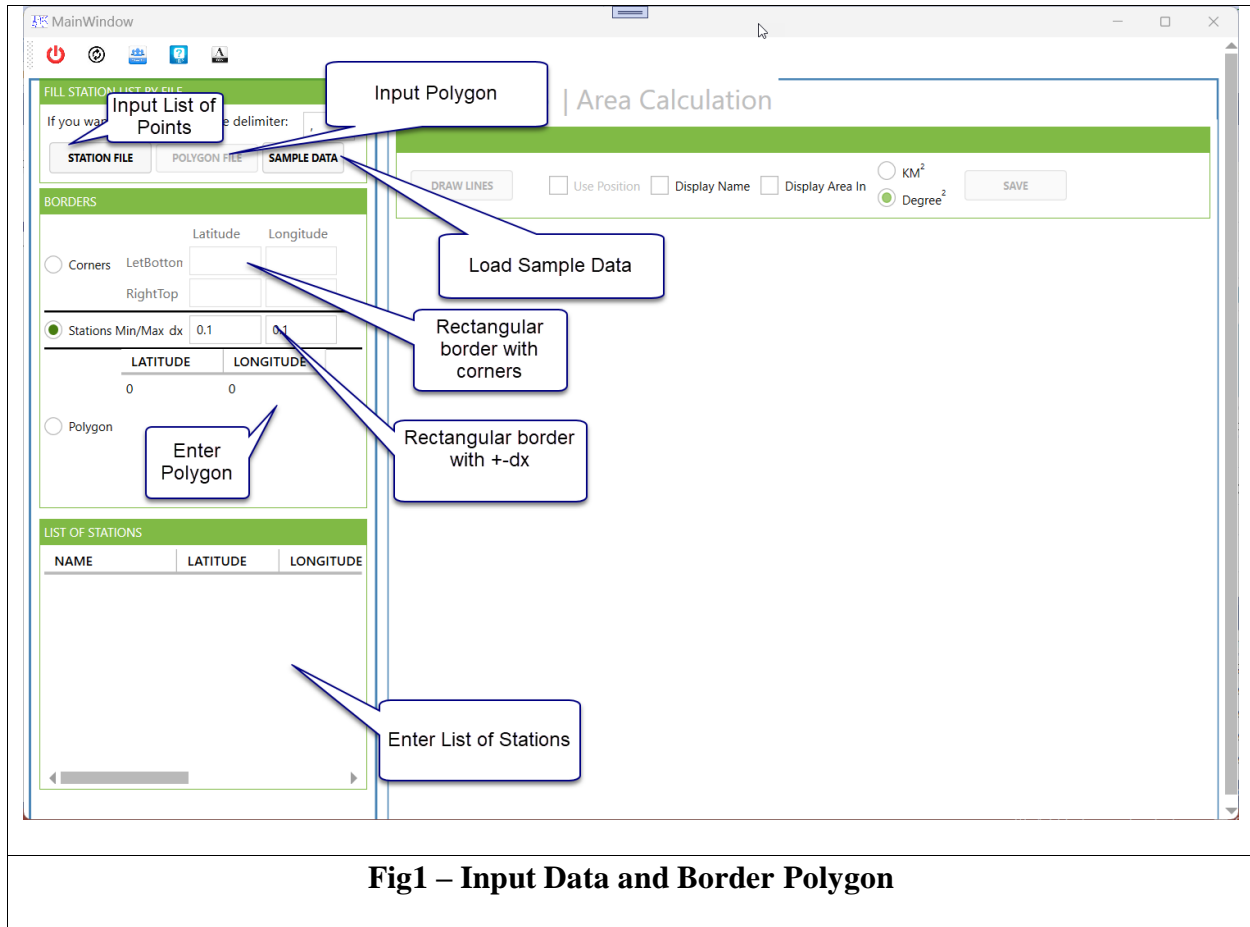 MainWindow
FILL STATION LIST BY FILE
Input List of
Points
Input Polygon
| Area Calculation
If you e delimiter: ,
STATION FILE POLYGON FILE SAMPLE DATA
DRAW LINES Use Position Display Name Display Area In KM²
Degree² SAVE
BORDERS
Latitude Longitude
Corners LetBotton
RightTop
Load Sample Data
Stations Min/Max dx 0.1 0.1
Rectangular
border with
corners
LATITUDE LONGITUDE
0 0
Polygon
Enter
Polygon
Rectangular border
with +-dx
LIST OF STATIONS
NAME LATITUDE LONGITUDE
Enter List of Stations
Fig1 – Input Data and Border Polygon